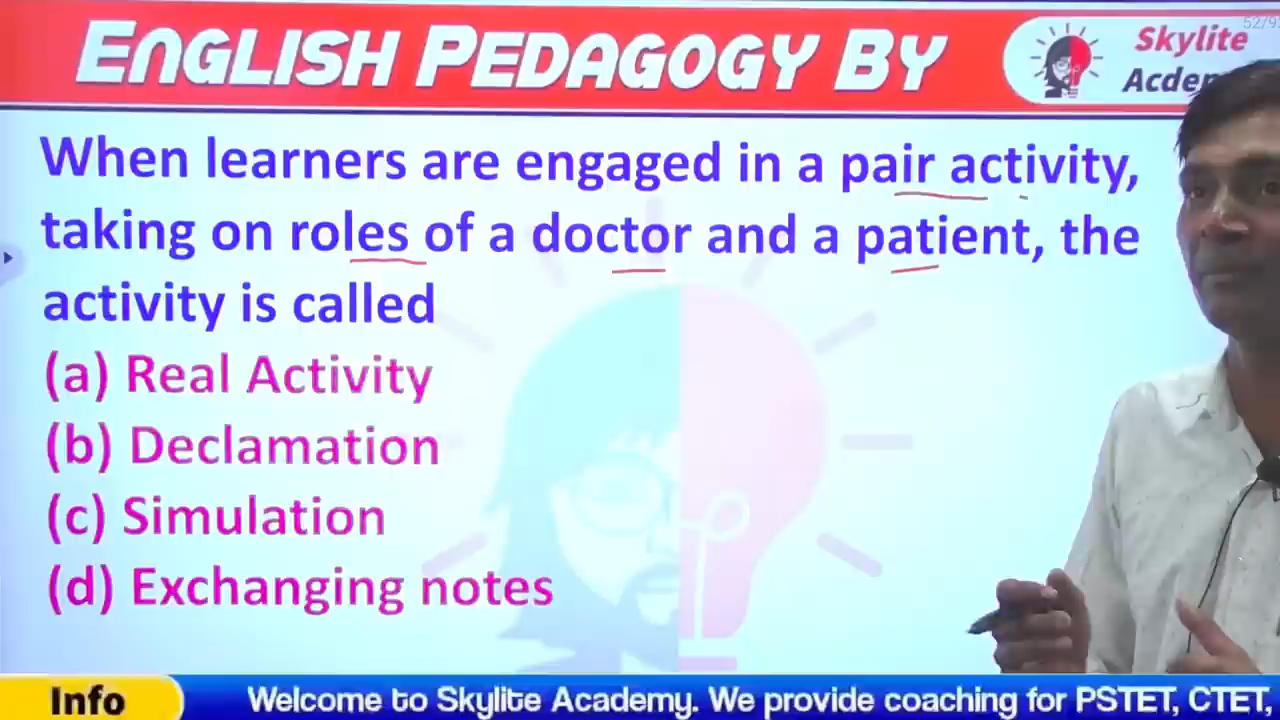 ENGLISH PEDAGOGY BY
Skylite
52/9
When learners are engaged in a pair activity,
taking on roles of a doctor and a patient, the
activity is called
(a) Real Activity
(b) Declamation
(c) Simulation
(d) Exchanging notes
Info
Welcome to Skylite Academy. We provide coaching for PSTET, CTET,